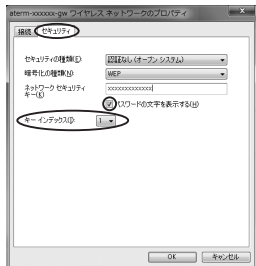 aterm-xxxxxx-gw ワイヤレス ネットワークのプロパティ
接続 セキュリティ
セキュリティの種類(E): 認証なし (オープン システム)
暗号化の種類(N): WEP
ネットワーク セキュリティ キー(K) xxxxxxxxxxxxx
パスワードの文字を表示する(H)
キー インデックス(I): 1
OK キャンセル